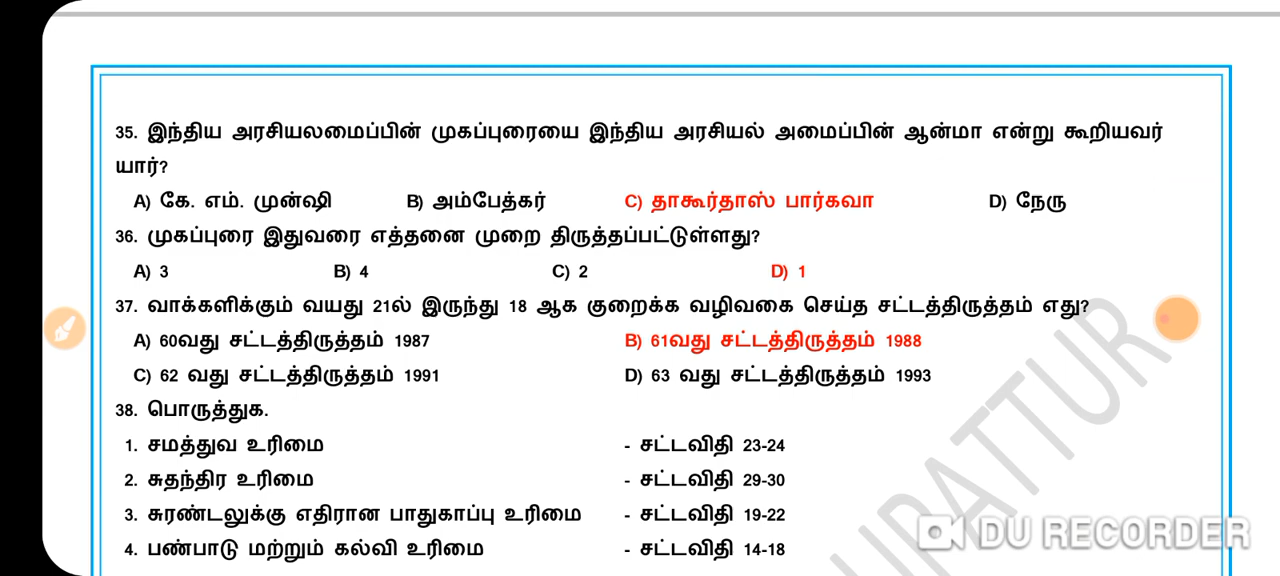 35. இந்திய அரசியலமைப்பின் முகப்புரையை இந்திய அரசியல் அமைப்பின் ஆன்மா என்று கூறியவர்
யார்?
A) கே. எம். முன்ஷி B) அம்பேத்கர் C) தாகூர்தாஸ் பார்கவா D) நேரு
36. முகப்புரை இதுவரை எத்தனை முறை திருத்தப்பட்டுள்ளது?
A) 3 B) 4 C) 2 D) 1
37. வாக்களிக்கும் வயது 21ல் இருந்து 18 ஆக குறைக்க வழிவகை செய்த சட்டத்திருத்தம் எது?
A) 60வது சட்டத்திருத்தம் 1987 B) 61வது சட்டத்திருத்தம் 1988
C) 62 வது சட்டத்திருத்தம் 1991 D) 63 வது சட்டத்திருத்தம் 1993
38. பொருத்துக.
1. சமத்துவ உரிமை - சட்டவிதி 23-24
2. சுதந்திர உரிமை - சட்டவிதி 29-30
3. சுரண்டலுக்கு எதிரான பாதுகாப்பு உரிமை - சட்டவிதி 19-22
4. பண்பாடு மற்றும் கல்வி உரிமை - சட்டவிதி 14-18
DU RECORDER